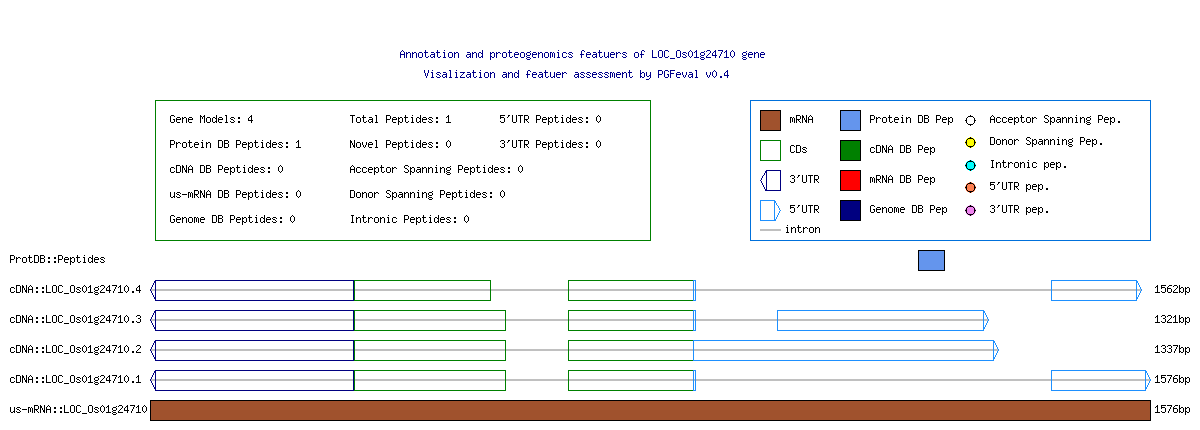 Annotation and proteogenomics featuers of LOC_Os01g24710 gene
Visalization and featuer assessment by PGFeval v0.4
Gene Models: 4 Total Peptides: 1 5'UTR Peptides: 0
Protein DB Peptides: 1 Novel Peptides: 0 3'UTR Peptides: 0
cDNA DB Peptides: 0 Acceptor Spanning Peptides: 0
us-mRNA DB Peptides: 0 Donor Spanning Peptides: 0
Genome DB Peptides: 0 Intronic Peptides: 0
mRNA Protein DB Pep Acceptor Spanning Pep.
CDs cDNA DB Pep Donor Spanning Pep.
3'UTR mRNA DB Pep Intronic pep.
5'UTR Genome DB Pep 5'UTR pep.
intron 3'UTR pep.
ProtDB::Peptides
cDNA::LOC_Os01g24710.4 1562bp
cDNA::LOC_Os01g24710.3 1321bp
cDNA::LOC_Os01g24710.2 1337bp
cDNA::LOC_Os01g24710.1 1576bp
us-mRNA::LOC_Os01g24710 1576bp